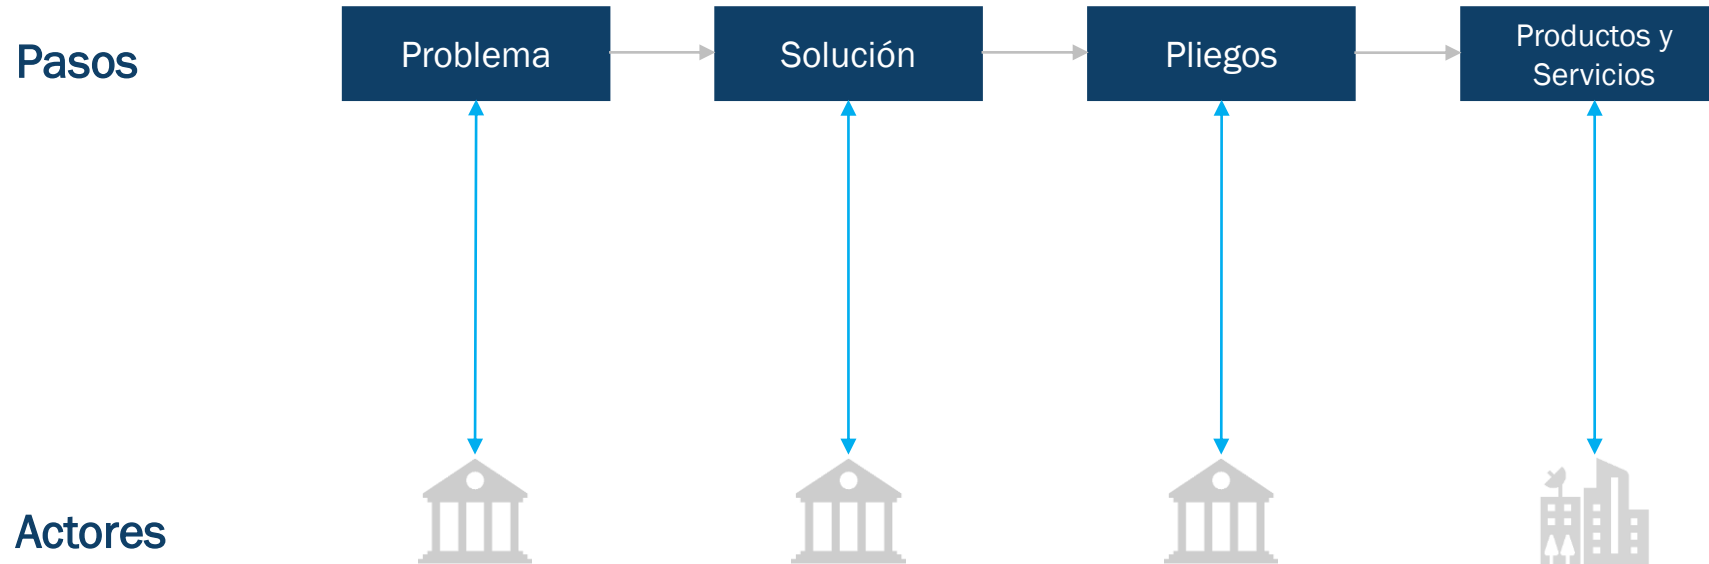 Pasos
Problema
Solución
Pliegos
Productos y
Servicios
Actores